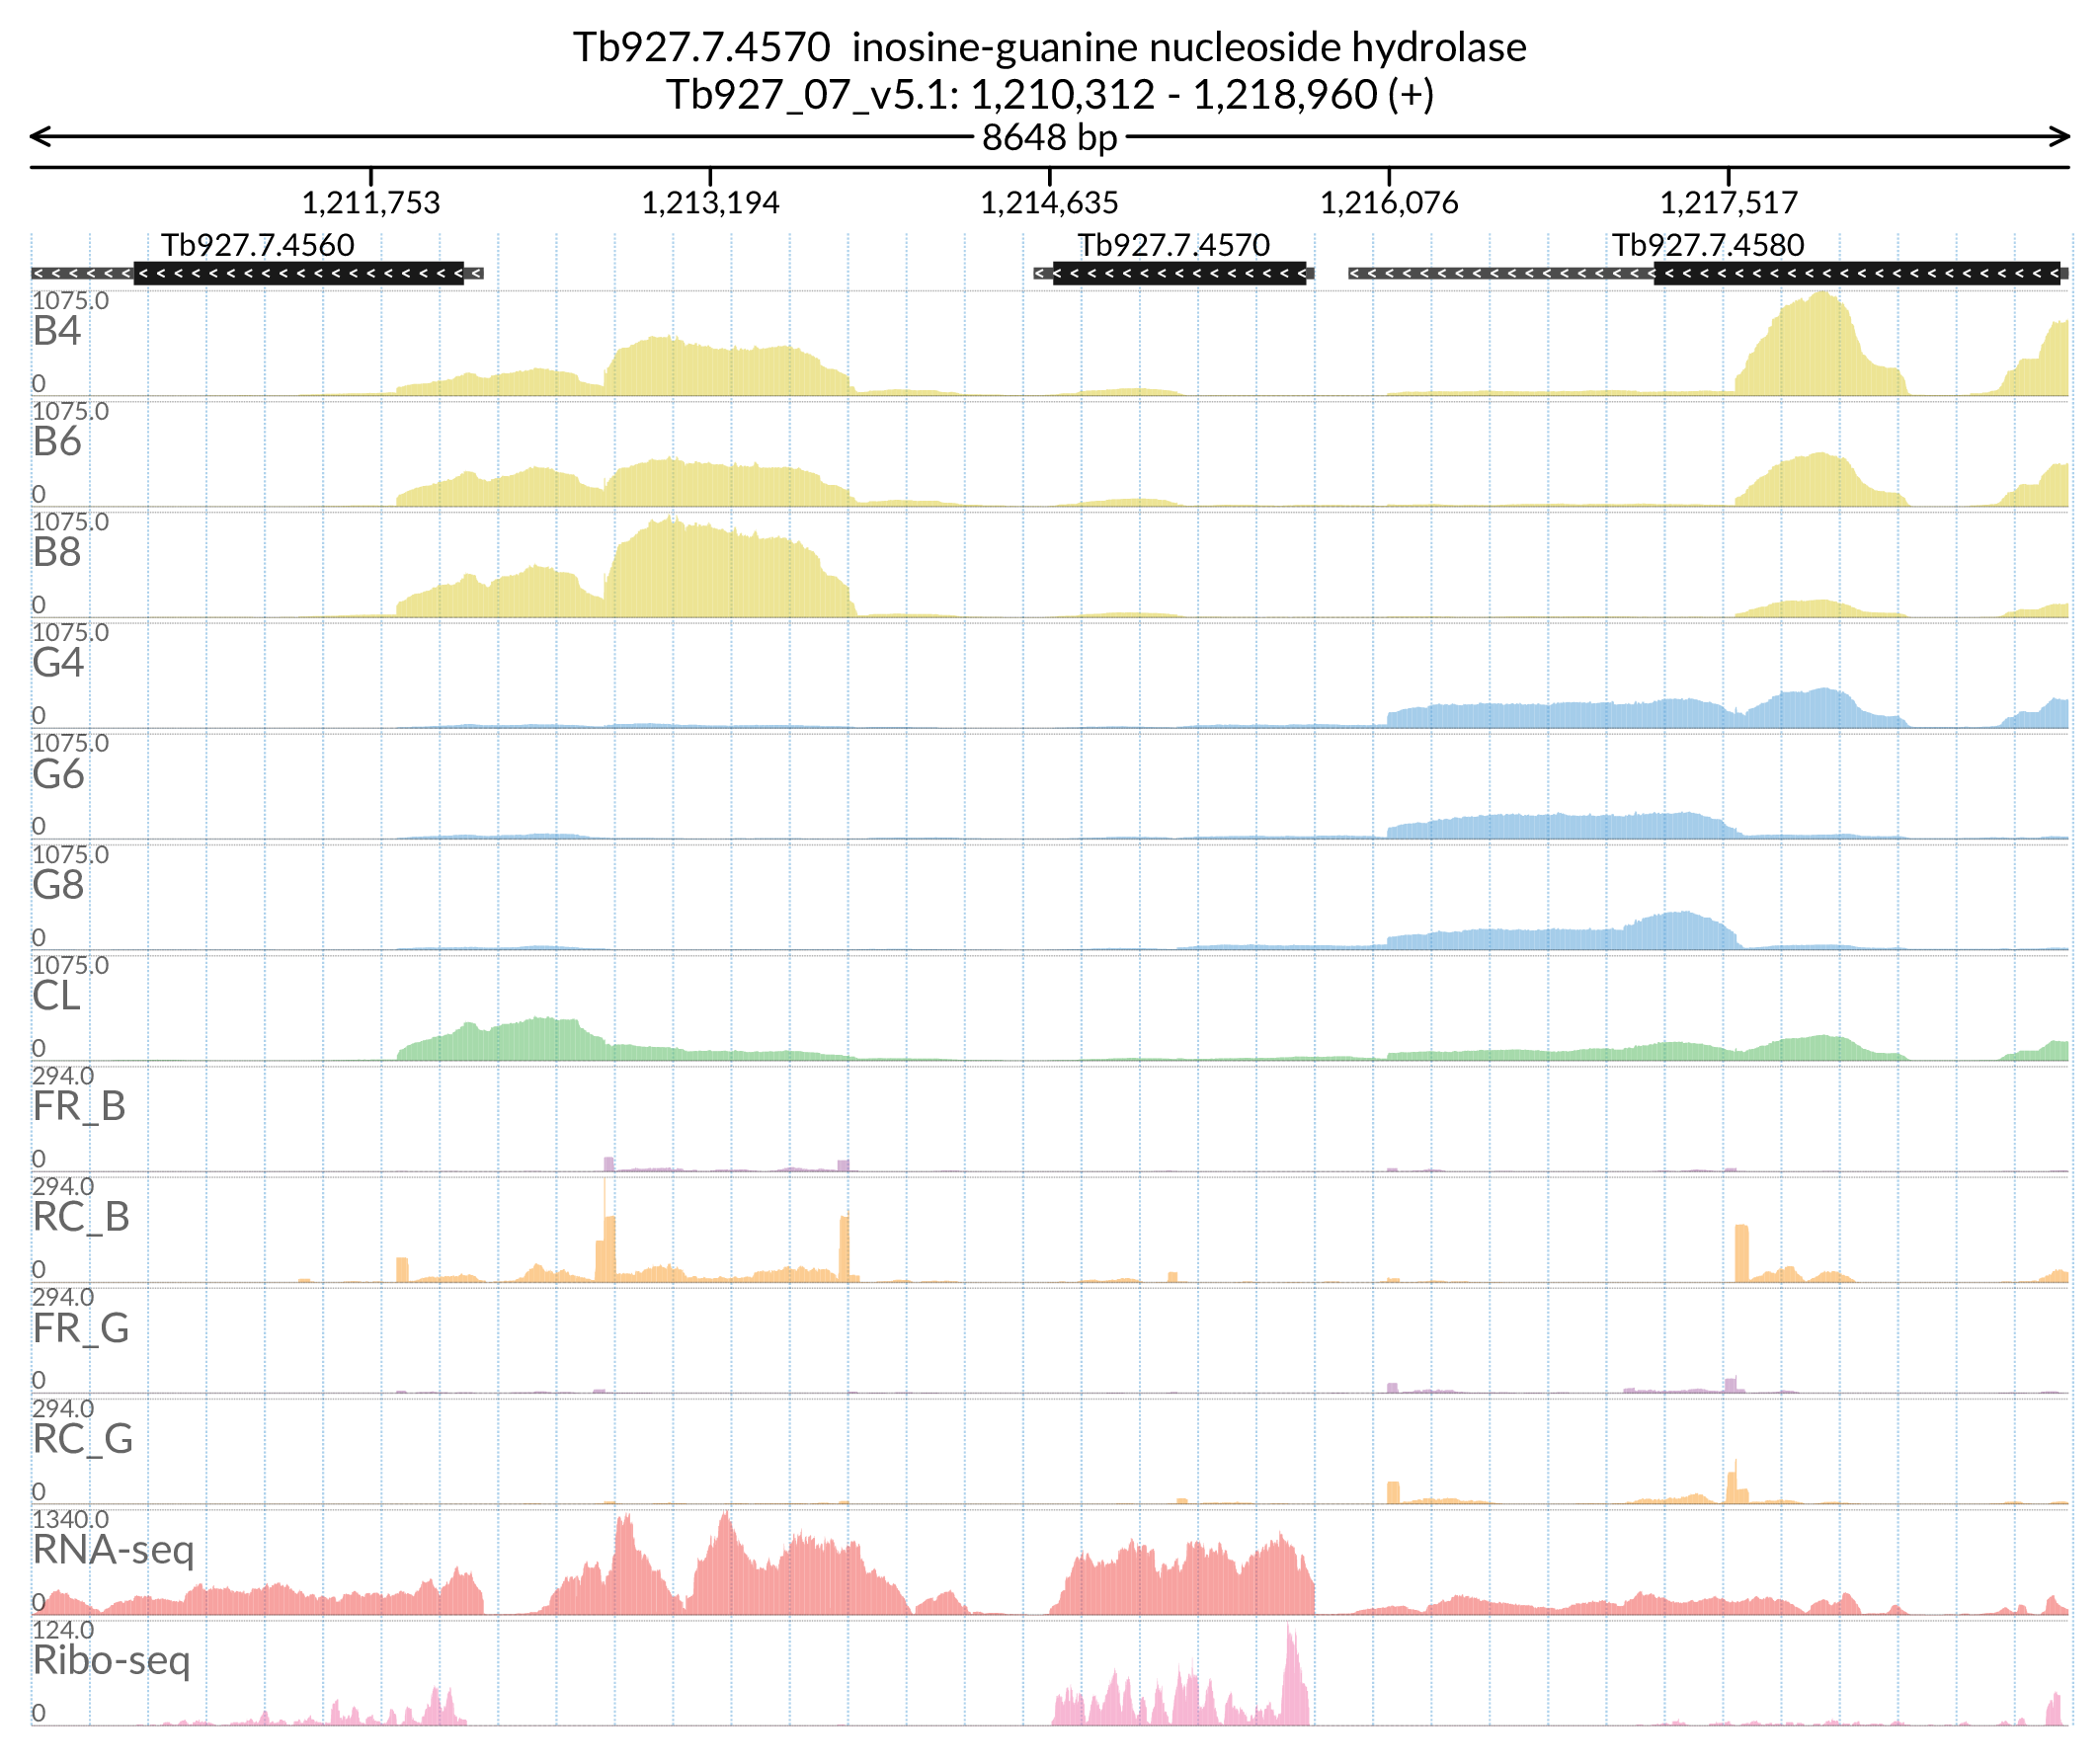 Tb927.7.4570 inosine-guanine nucleoside hydrolase
Tb927_07_v5.1: 1,210,312 - 1,218,960 (+)
8648 bp
1,211,753 1,213,194 1,214,635 1,216,076 1,217,517
Tb927.7.4560 Tb927.7.4570 Tb927.7.4580
1075.0
B4
0
1075.0
B6
0
1075.0
B8
0
1075.0
G4
0
1075.0
G6
0
1075.0
G8
0
1075.0
CL
0
294.0
FR_B
0
294.0
RC_B
0
294.0
FR_G
0
294.0
RC_G
0
1340.0
RNA-seq
0
124.0
Ribo-seq
0